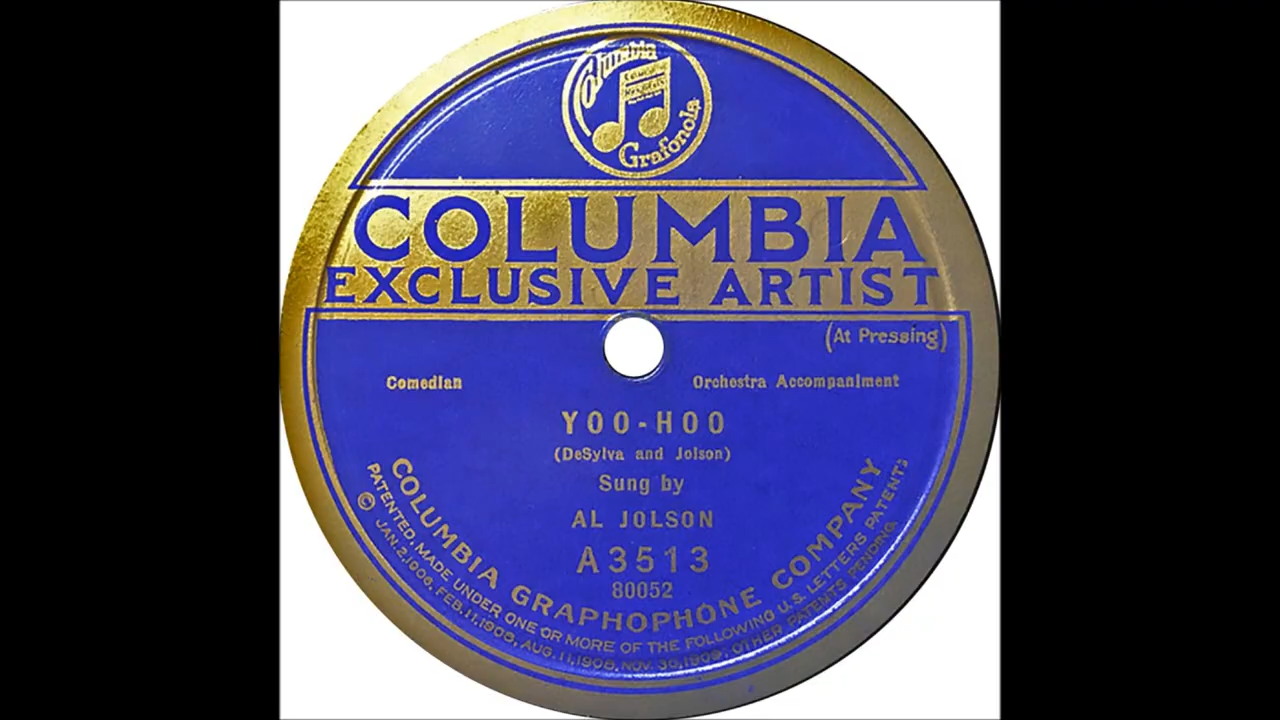 Columbia
Grafonola
COLUMBIA
EXCLUSIVE ARTIST
(At Pressing)
Comedian
Orchestra Accompaniment
YOO-HOO
(DeSylva and Jolson)
Sung by
AL JOLSON
A3513
80052
COLUMBIA GRAPHOPHONE COMPANY
PATENTED, MADE UNDER ONE OR MORE OF THE FOLLOWING U.S. LETTERS PATENTS
© JAN.2,1906, FEB.11,1908, AUG.11,1908, NOV.30,1909, OTHER PATENTS PENDING.